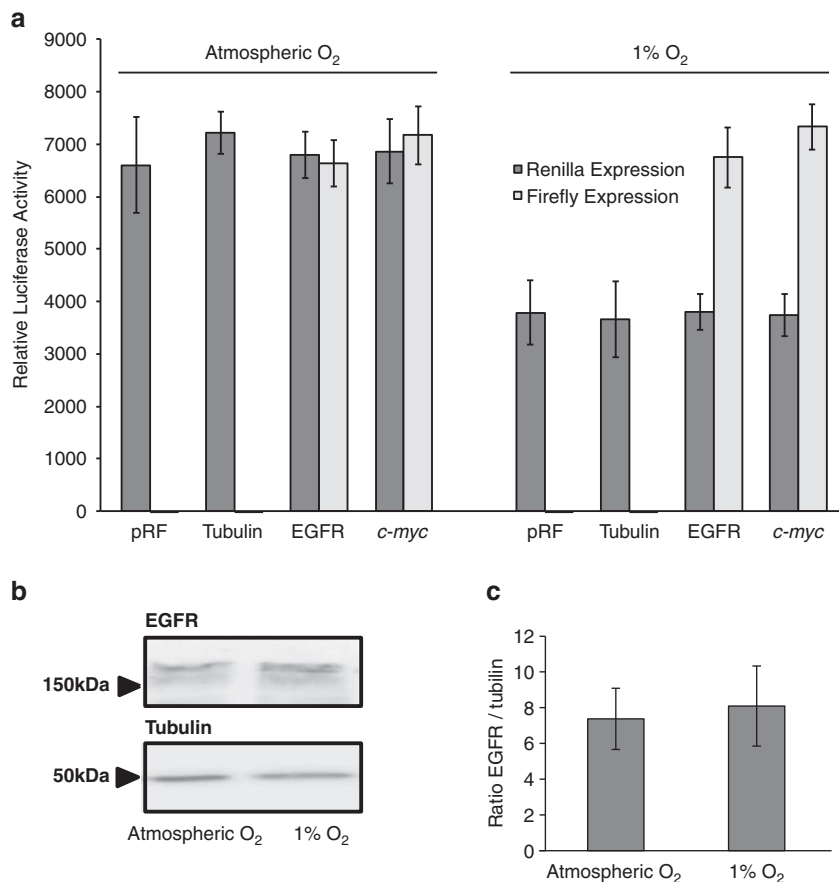 a
9000
8000
7000
6000
5000
4000
3000
2000
1000
0
Relative Luciferase Activity
Atmospheric O₂
1% O₂
Renilla Expression
Firefly Expression
pRF Tubulin EGFR c-myc pRF Tubulin EGFR c-myc
b
EGFR
150kDa
Tubulin
50kDa
Atmospheric O₂ 1% O₂
c
12
10
8
6
4
2
0
Ratio EGFR / tubilin
Atmospheric O₂ 1% O₂